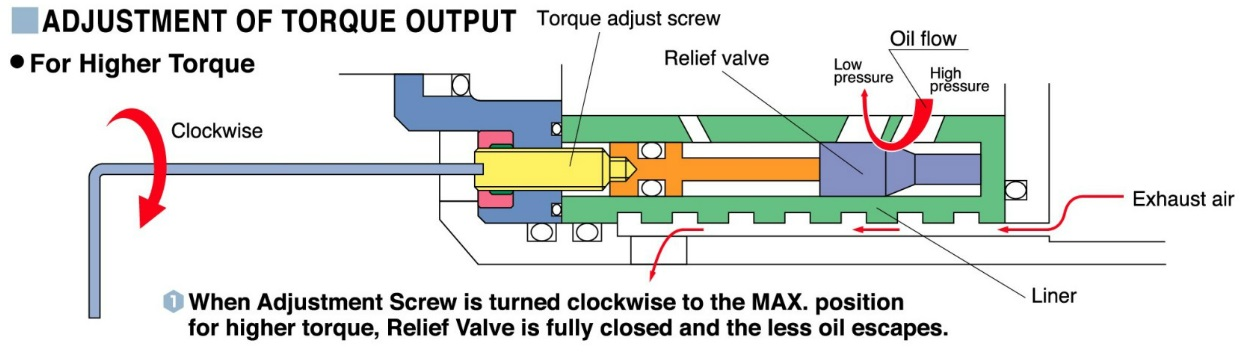 ADJUSTMENT OF TORQUE OUTPUT
Torque adjust screw
Oil flow
• For Higher Torque
Relief valve
Low
pressure
High
pressure
Clockwise
Exhaust air
Liner
1 When Adjustment Screw is turned clockwise to the MAX. position
for higher torque, Relief Valve is fully closed and the less oil escapes.